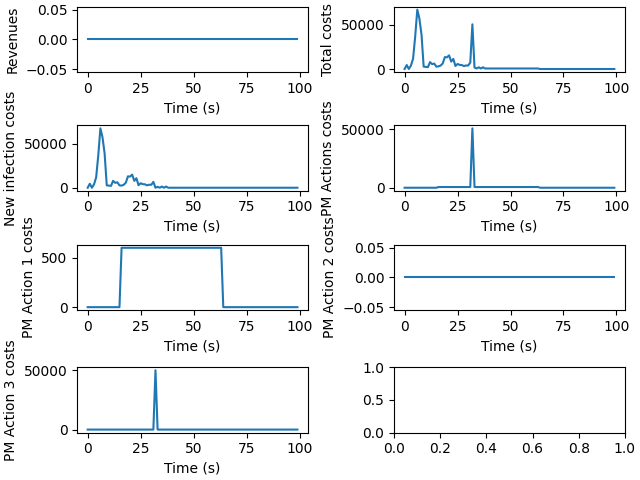 Revenues
0.05
0.00
−0.05
0 25 50 75 100
Time (s)
Total costs
50000
0
0 25 50 75 100
Time (s)
New infection costs
50000
0
0 25 50 75 100
Time (s)
PM Actions costs
50000
0
0 25 50 75 100
Time (s)
PM Action 1 costs
500
0
0 25 50 75 100
Time (s)
PM Action 2 costs
0.05
0.00
−0.05
0 25 50 75 100
Time (s)
PM Action 3 costs
50000
0
0 25 50 75 100
Time (s)
1.0
0.5
0.0
0.0 0.2 0.4 0.6 0.8 1.0